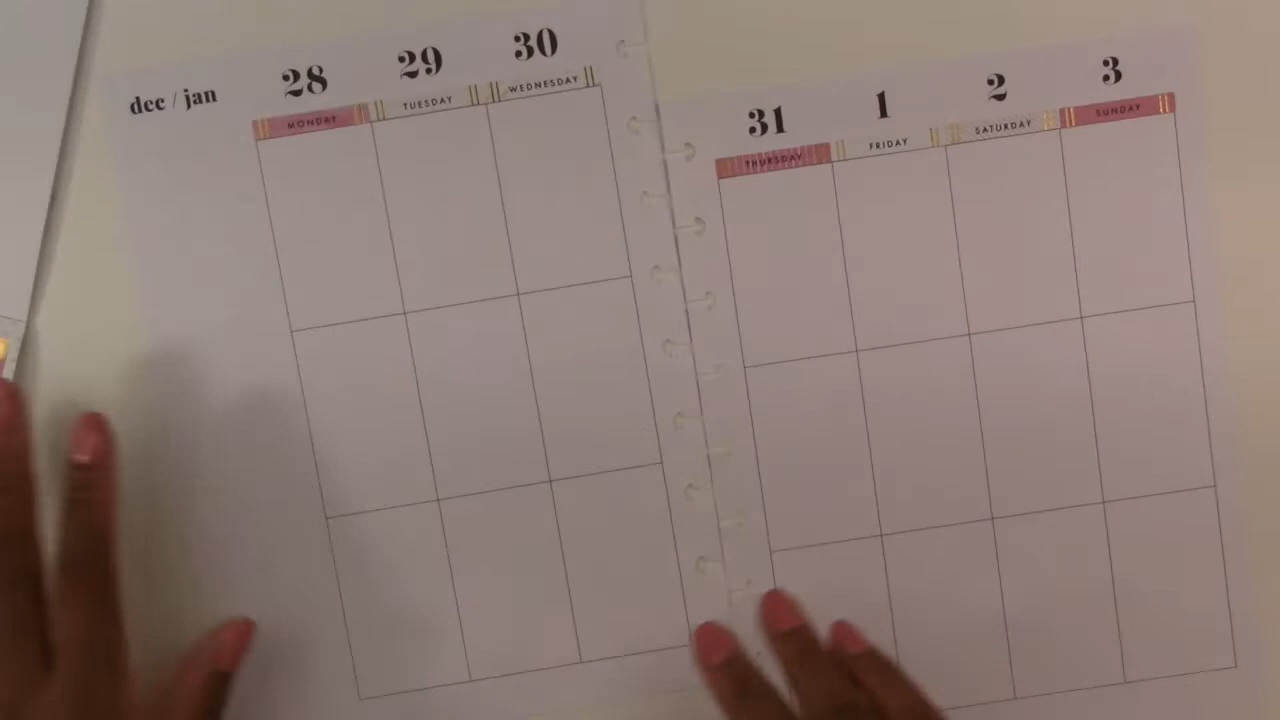 dec / jan
28 29 30
MONDAY TUESDAY WEDNESDAY
31 1 2 3
THURSDAY FRIDAY SATURDAY SUNDAY